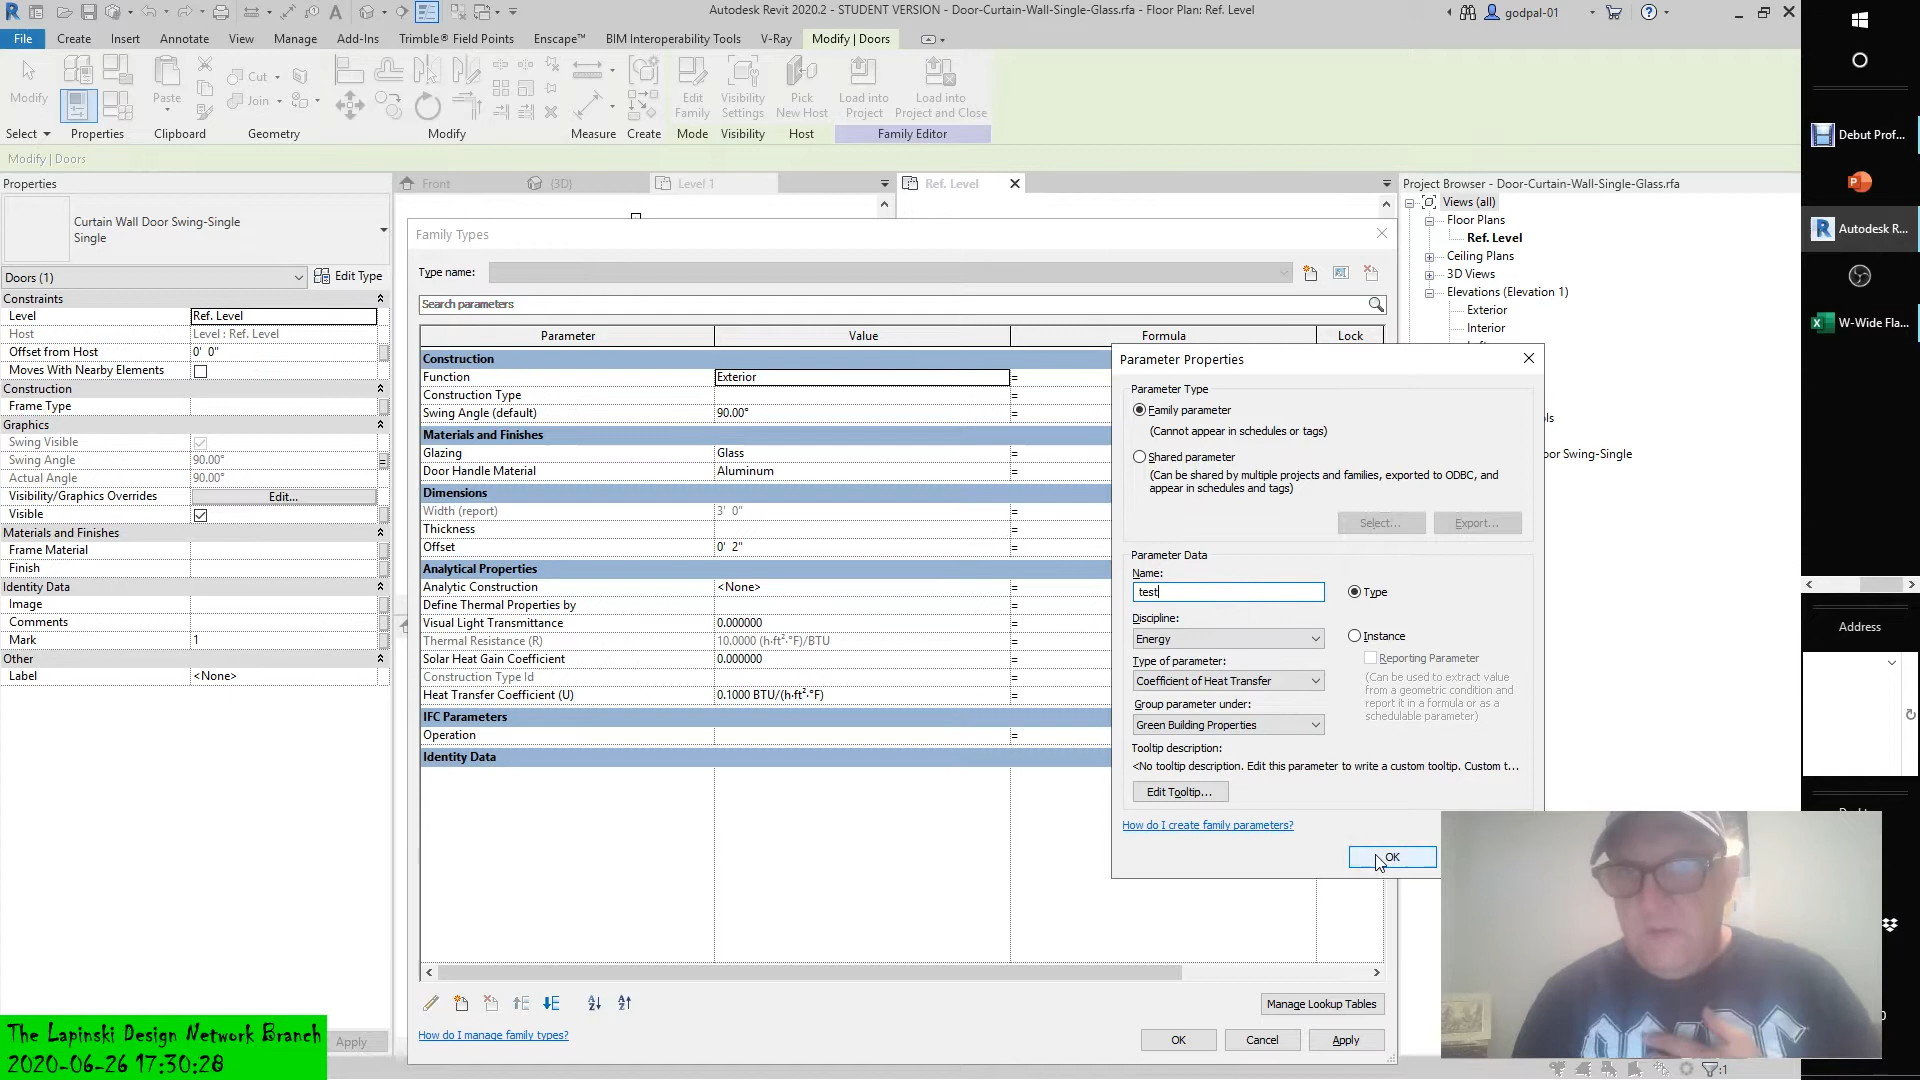 Autodesk Revit 2020.2 - STUDENT VERSION - Door-Curtain-Wall-Single-Glass.rfa - Floor Plan: Ref. Level
godpal-01
File Create Insert Annotate View Manage Add-Ins Trimble® Field Points Enscape™ BIM Interoperability Tools V-Ray Modify | Doors
Modify Paste Cut Join
Edit Family Visibility Settings Pick New Host Load into Project Load into Project and Close
Select Properties Clipboard Geometry Modify Measure Create Mode Visibility Host Family Editor
Modify | Doors
Properties
Curtain Wall Door Swing-Single
Single
Doors (1) Edit Type
Constraints
Level Ref. Level
Host Level : Ref. Level
Offset from Host 0' 0"
Moves With Nearby Elements
Construction
Frame Type
Graphics
Swing Visible
Swing Angle 90.00°
Actual Angle 90.00°
Visibility/Graphics Overrides Edit...
Visible
Materials and Finishes
Frame Material
Finish
Identity Data
Image
Comments
Mark 1
Other
Label <None>
Apply
Front {3D} Level 1 Ref. Level
Family Types
Type name:
Search parameters
Parameter Value Formula Lock
Construction
Function Exterior =
Construction Type =
Swing Angle (default) 90.00° =
Materials and Finishes
Glazing Glass =
Door Handle Material Aluminum =
Dimensions
Width (report) 3' 0" =
Thickness =
Offset 0' 2" =
Analytical Properties
Analytic Construction <None> =
Define Thermal Properties by =
Visual Light Transmittance 0.000000 =
Thermal Resistance (R) 10.0000 (h·ft²·°F)/BTU =
Solar Heat Gain Coefficient 0.000000 =
Construction Type Id =
Heat Transfer Coefficient (U) 0.1000 BTU/(h·ft²·°F) =
IFC Parameters
Operation =
Identity Data
Manage Lookup Tables
How do I manage family types?
OK Cancel Apply
Parameter Properties
Parameter Type
Family parameter
(Cannot appear in schedules or tags)
Shared parameter
(Can be shared by multiple projects and families, exported to ODBC, and
appear in schedules and tags)
Select... Export...
Parameter Data
Name:
test
Type
Discipline:
Energy
Instance
Type of parameter:
Reporting Parameter
Coefficient of Heat Transfer
(Can be used to extract value
from a geometric condition and
report it in a formula or as a
schedulable parameter)
Group parameter under:
Green Building Properties
Tooltip description:
<No tooltip description. Edit this parameter to write a custom tooltip. Custom t...
Edit Tooltip...
How do I create family parameters?
OK
Project Browser - Door-Curtain-Wall-Single-Glass.rfa
Views (all)
Floor Plans
Ref. Level
Ceiling Plans
3D Views
Elevations (Elevation 1)
Exterior
Interior
ols
oor Swing-Single
Debut Prof...
Autodesk R...
W-Wide Fla...
Address
:1
The Lapinski Design Network Branch
2020-06-26 17:30:28